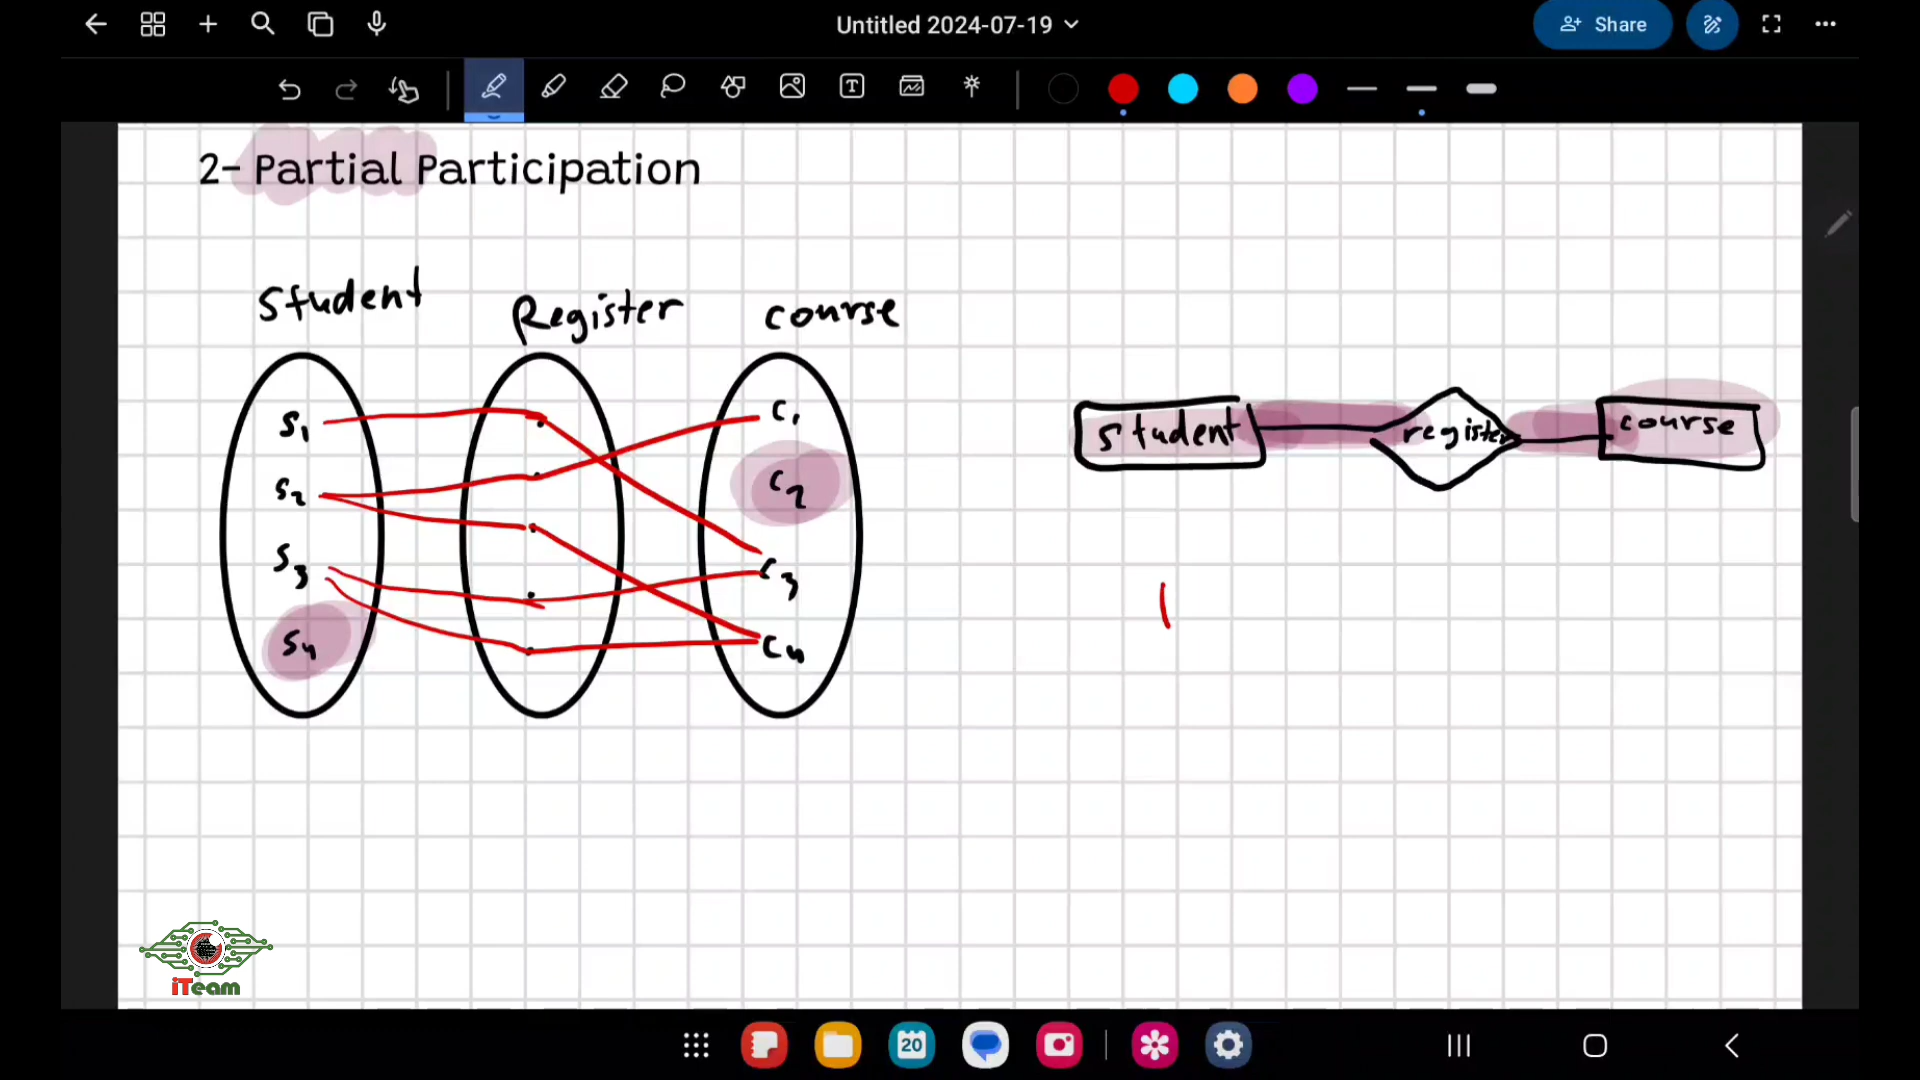 Untitled 2024-07-19
Share
2- Partial Participation
Student Register course
S1
S2
S3
S4
C1
C2
C3
C4
student register course
iTeam
20